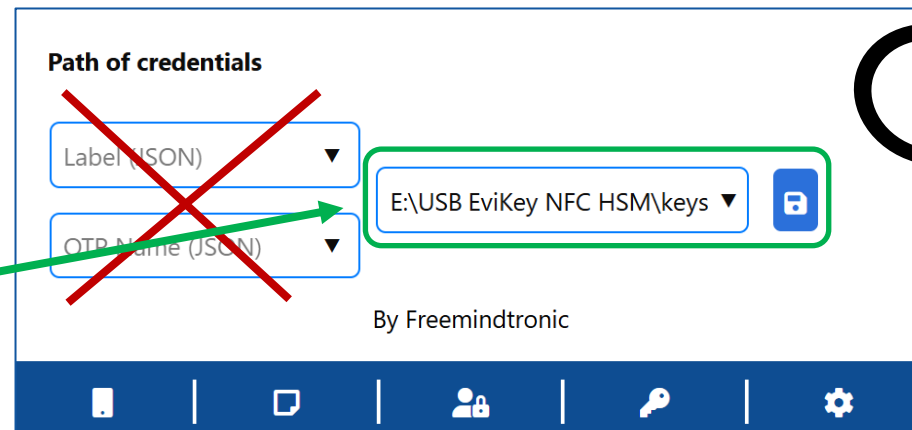 Path of credentials
Label (JSON) ▼
E:\USB EviKey NFC HSM\keys ▼
OTP Name (JSON) ▼
By Freemindtronic